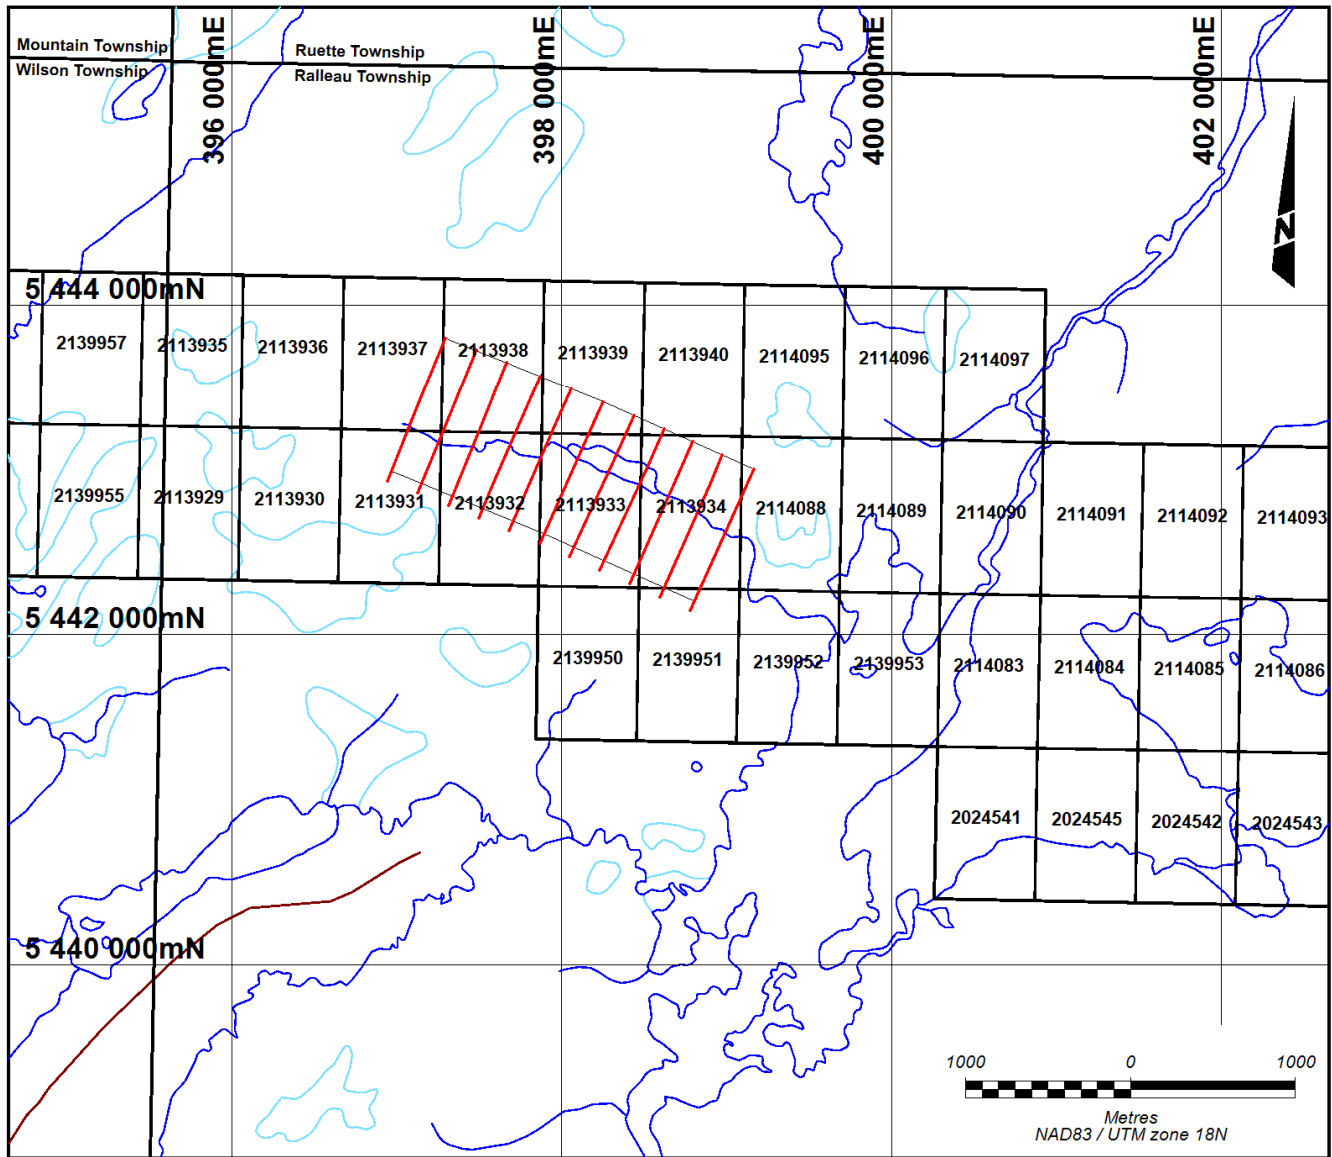 Mountain Township
Ruette Township
Wilson Township
Ralleau Township
396 000mE
398 000mE
400 000mE
402 000mE
N
5 444 000mN
2139957
2113935
2113936
2113937
2113938
2113939
2113940
2114095
2114096
2114097
2139955
2113929
2113930
2113931
2113932
2113933
2113934
2114088
2114089
2114090
2114091
2114092
2114093
5 442 000mN
2139950
2139951
2139952
2139953
2114083
2114084
2114085
2114086
2024541
2024545
2024542
2024543
5 440 000mN
1000 0 1000
Metres
NAD83 / UTM zone 18N